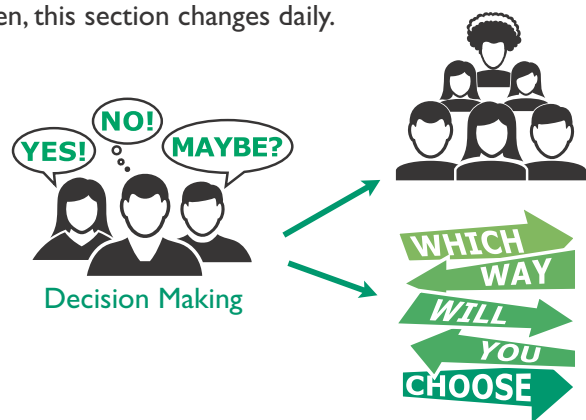 en, this section changes daily.
NO!
YES!
MAYBE?
Decision Making
WHICH
WAY
WILL
YOU
CHOOSE